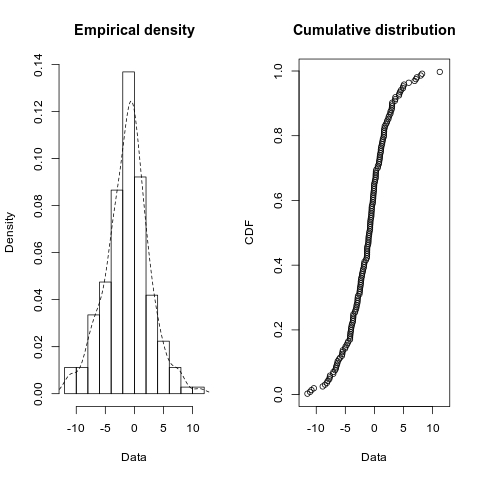 Empirical density
Density
0.00 0.02 0.04 0.06 0.08 0.10 0.12 0.14
-10 -5 0 5 10
Data
Cumulative distribution
CDF
0.0 0.2 0.4 0.6 0.8 1.0
-10 -5 0 5 10
Data